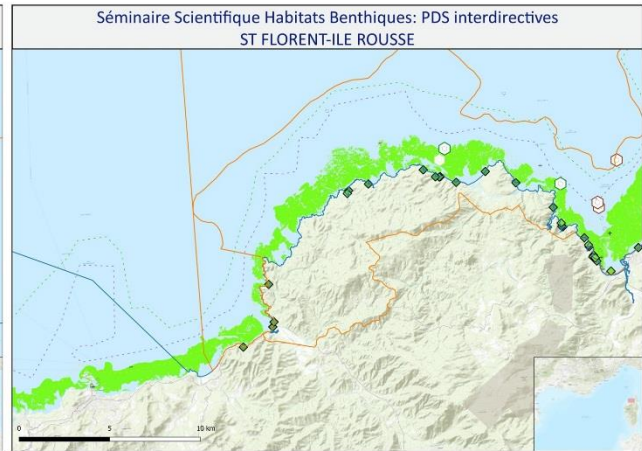 Séminaire Scientifique Habitats Benthiques: PDS interdirectives
ST FLORENT-ILE ROUSSE
0 5 10 km